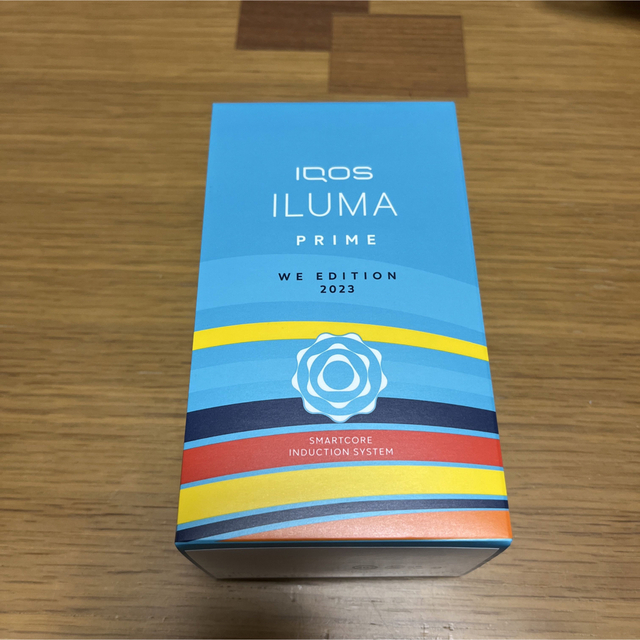 IQOS
ILUMA
PRIME
WE EDITION
2023
SMARTCORE
INDUCTION SYSTEM